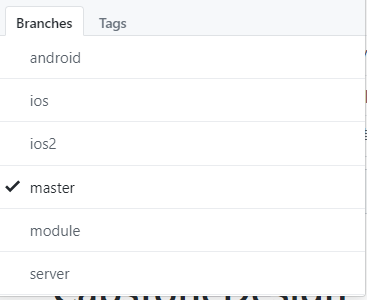 Branches Tags
android
ios
ios2
master
module
server